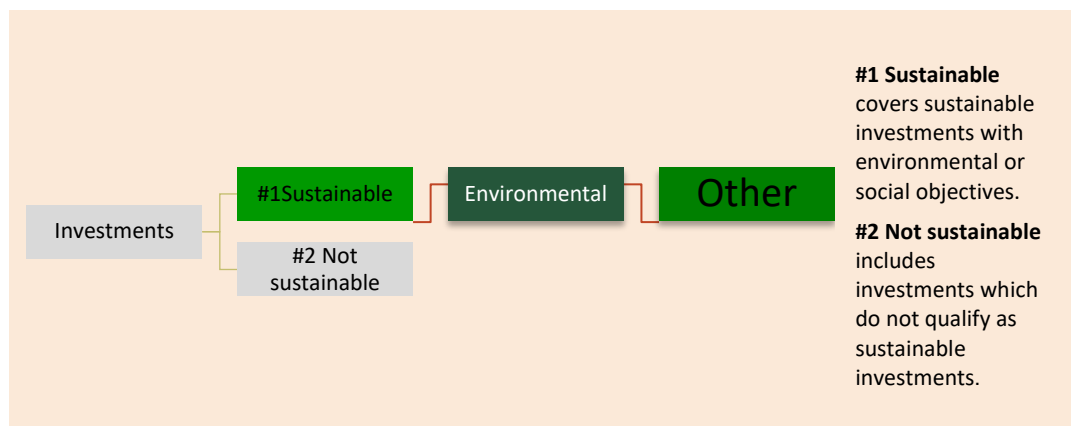 Investments
#1Sustainable
#2 Not
sustainable
Environmental
Other
#1 Sustainable
covers sustainable
investments with
environmental or
social objectives.
#2 Not sustainable
includes
investments which
do not qualify as
sustainable
investments.